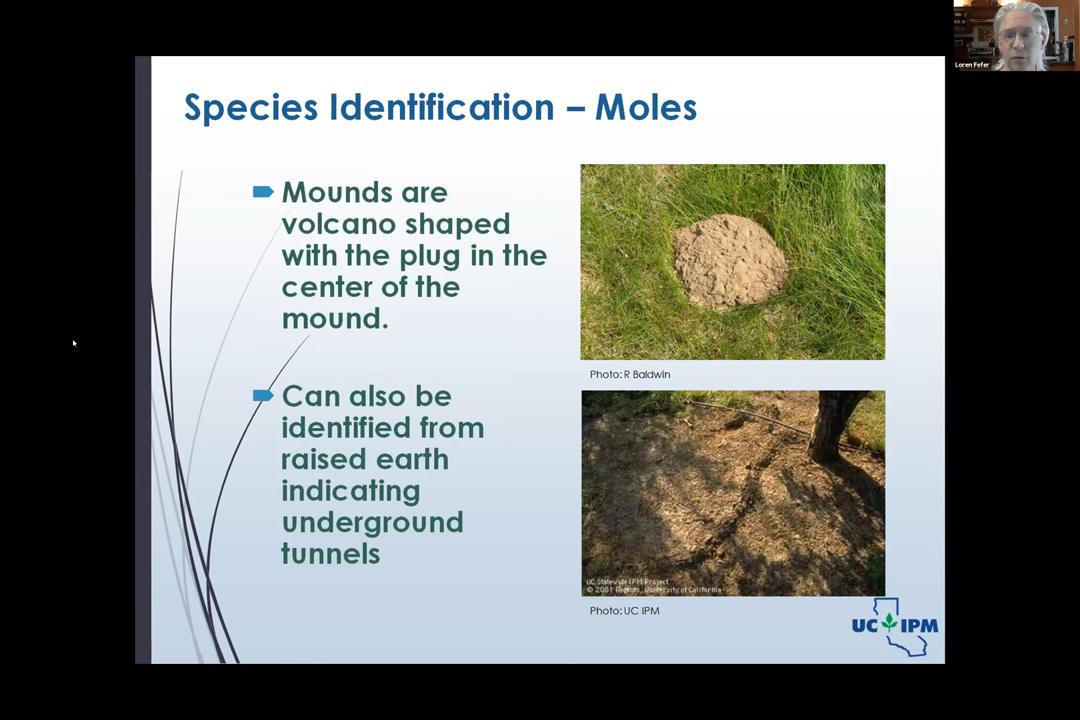 Loren Fefer
Species Identification – Moles
Mounds are
volcano shaped
with the plug in the
center of the
mound.
Can also be
identified from
raised earth
indicating
underground
tunnels
Photo: R Baldwin
UC Statewide IPM Project
© 2001 Regents, University of California
Photo: UC IPM
UC IPM